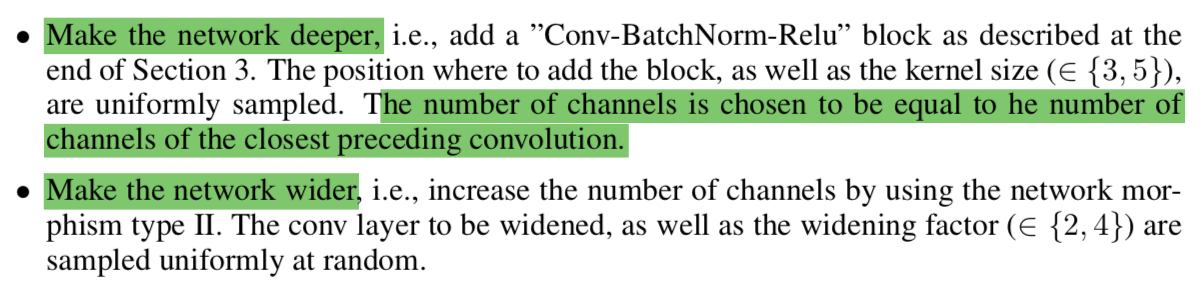 • Make the network deeper, i.e., add a ”Conv-BatchNorm-Relu” block as described at the
end of Section 3. The position where to add the block, as well as the kernel size (∈ {3, 5}),
are uniformly sampled. The number of channels is chosen to be equal to he number of
channels of the closest preceding convolution.
• Make the network wider, i.e., increase the number of channels by using the network mor-
phism type II. The conv layer to be widened, as well as the widening factor (∈ {2, 4}) are
sampled uniformly at random.